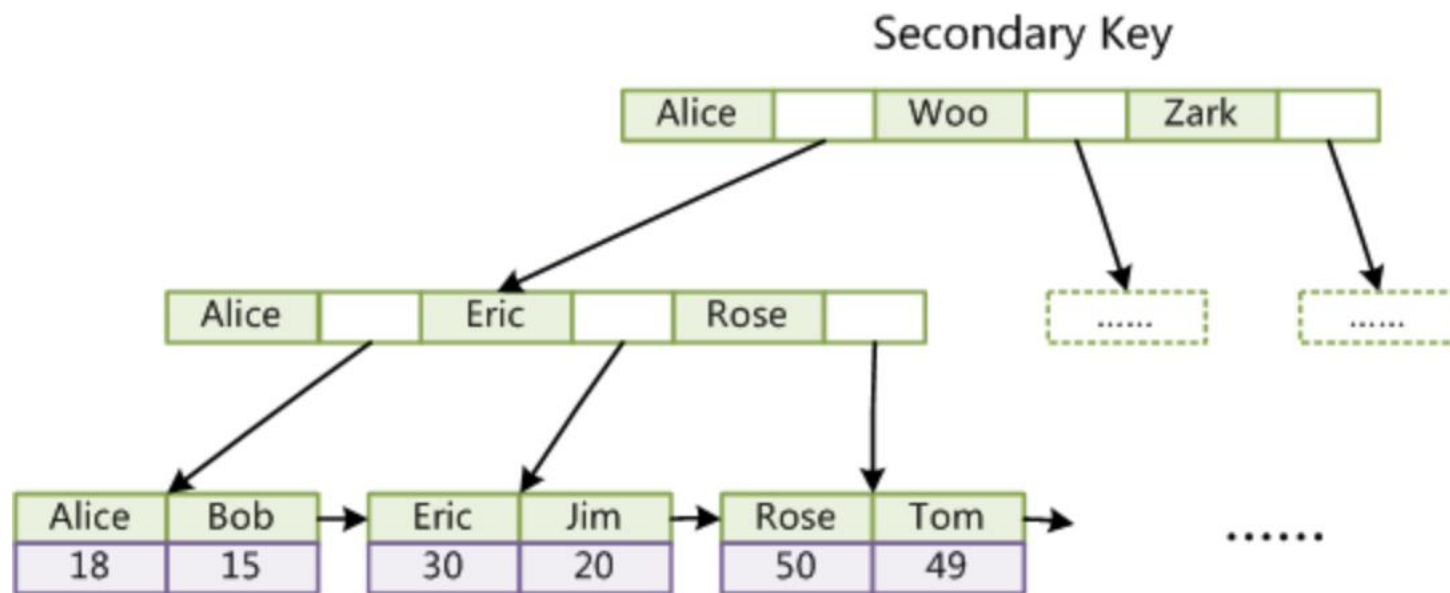 Secondary Key
Alice Woo Zark
Alice Eric Rose
...... ......
Alice Bob Eric Jim Rose Tom
......
18 15 30 20 50 49